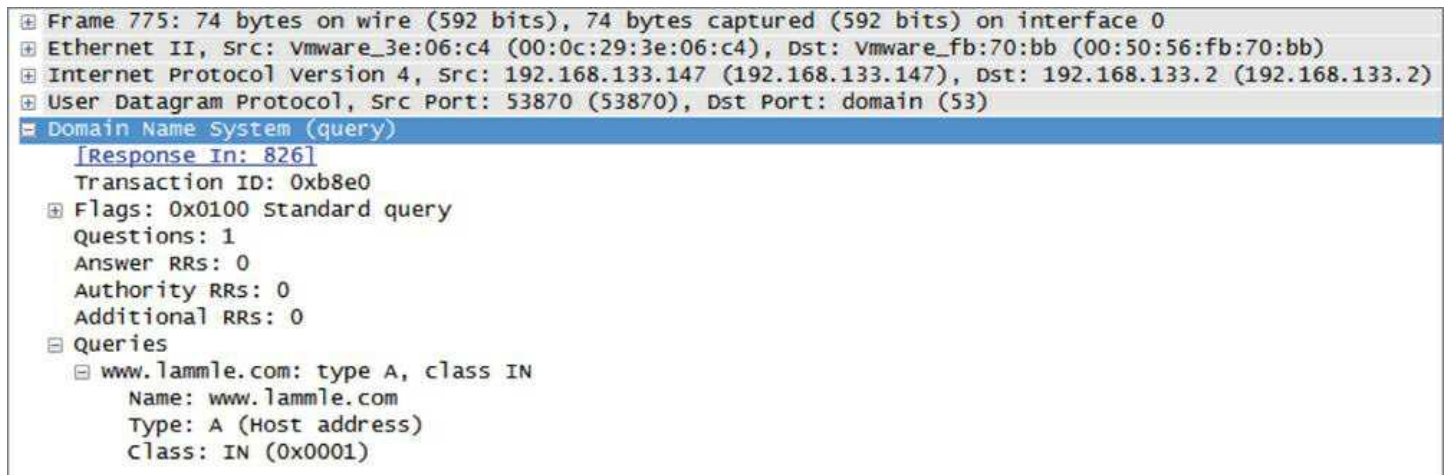 Frame 775: 74 bytes on wire (592 bits), 74 bytes captured (592 bits) on interface 0
Ethernet II, Src: Vmware_3e:06:c4 (00:0c:29:3e:06:c4), Dst: Vmware_fb:70:bb (00:50:56:fb:70:bb)
Internet Protocol Version 4, Src: 192.168.133.147 (192.168.133.147), Dst: 192.168.133.2 (192.168.133.2)
User Datagram Protocol, Src Port: 53870 (53870), Dst Port: domain (53)
Domain Name System (query)
[Response In: 826]
Transaction ID: 0xb8e0
Flags: 0x0100 Standard query
Questions: 1
Answer RRs: 0
Authority RRs: 0
Additional RRs: 0
Queries
www.lammle.com: type A, class IN
Name: www.lammle.com
Type: A (Host address)
Class: IN (0x0001)